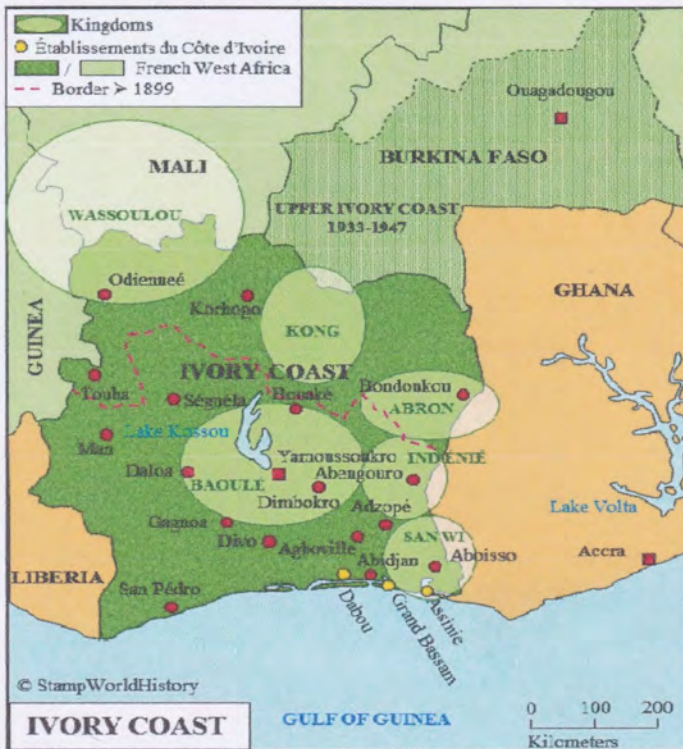 Kingdoms
Établissements du Côte d'Ivoire
/ French West Africa
Border > 1899
Ouagadougou
MALI
BURKINA FASO
WASSOULOU
UPPER IVORY COAST
1933-1947
Odienneé
Korhogo
GHANA
KONG
GUINEA
IVORY COAST
Touba
Séguéla
Bouaké
Bondoukou
ABRON
Man
Lake Kossou
Yamoussoukro
INDÉNIÉ
Daloa
BAOULÉ
Abengouro
Dimbokro
Adzopé
Lake Volta
Gagnoa
Divo
Agboville
SANWI
Aboisso
Accra
LIBERIA
Abidjan
San Pédro
Dabou
Grand Bassam
Assinie
© StampWorldHistory
IVORY COAST
GULF OF GUINEA
0 100 200
Kilometers